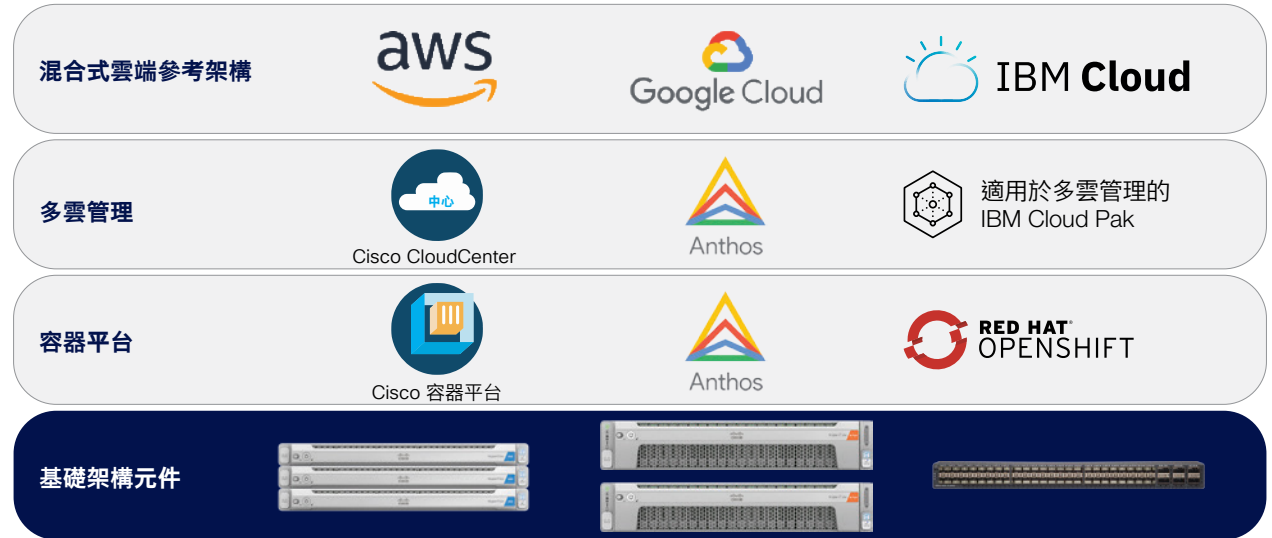 混合式雲端參考架構
aws
Google Cloud
IBM Cloud
多雲管理
中心
Cisco CloudCenter
Anthos
適用於多雲管理的
IBM Cloud Pak
容器平台
Cisco 容器平台
Anthos
RED HAT®
OPENSHIFT
基礎架構元件